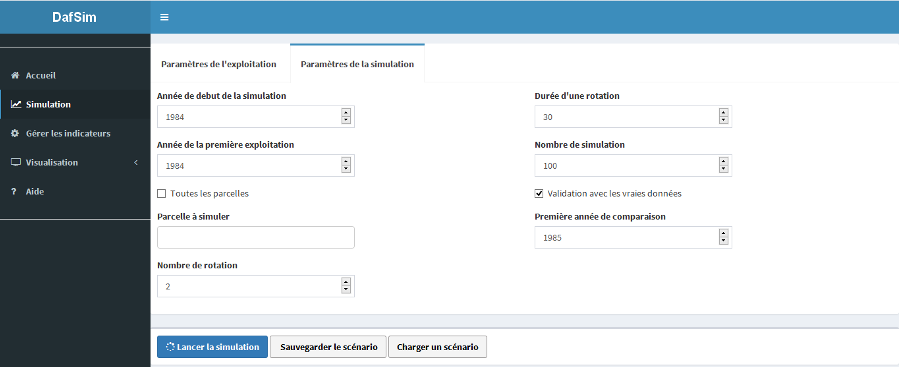 DafSim
Accueil
Simulation
Gérer les indicateurs
Visualisation
? Aide
Paramètres de l'exploitation
Paramètres de la simulation
Année de debut de la simulation
1984
Durée d'une rotation
30
Année de la première exploitation
1984
Nombre de simulation
100
Toutes les parcelles
Validation avec les vraies données
Parcelle à simuler
Première année de comparaison
1985
Nombre de rotation
2
Lancer la simulation
Sauvegarder le scénario
Charger un scénario